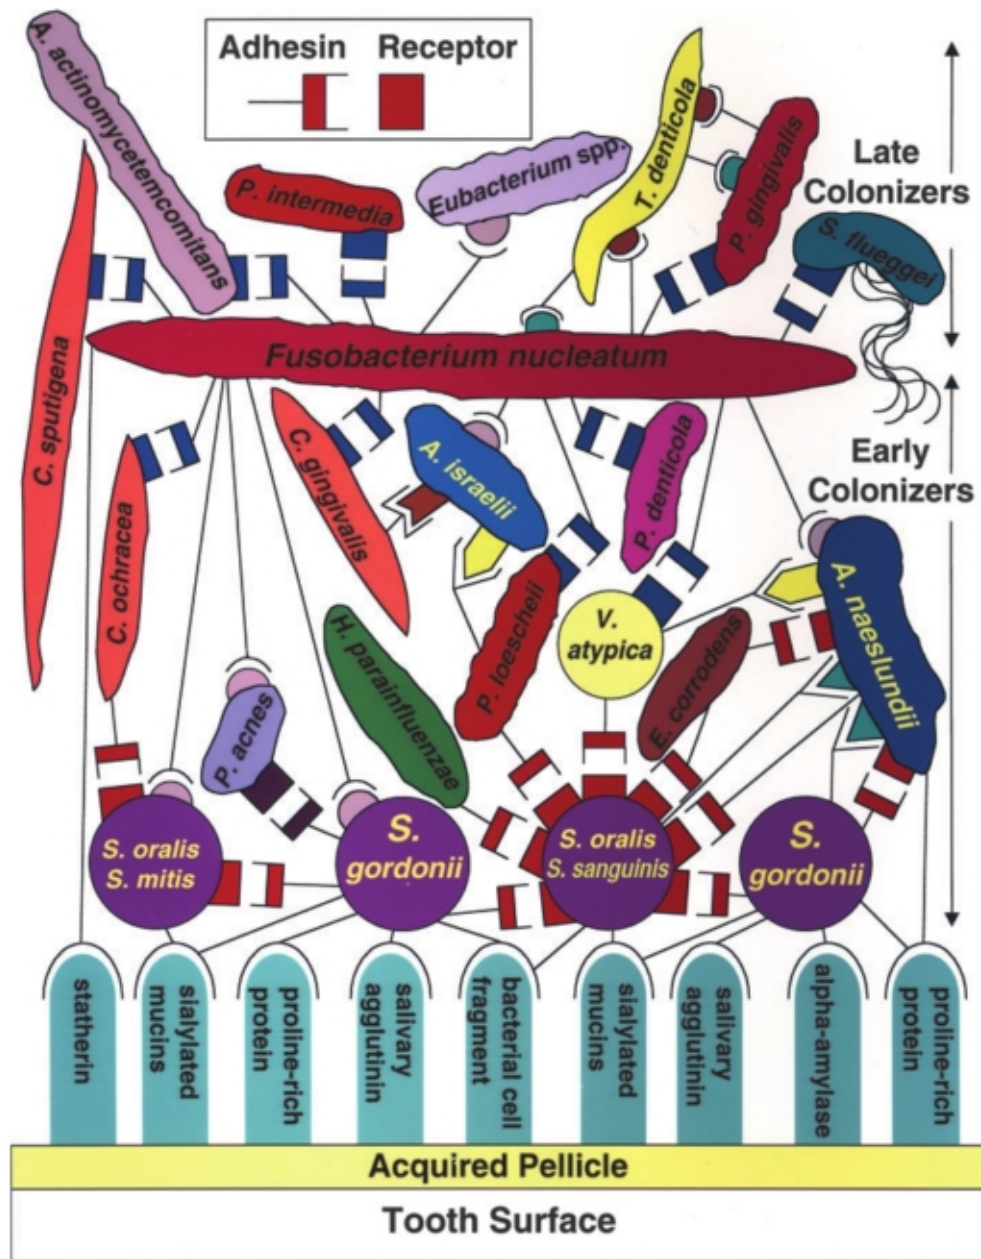 A. actinomycetemcomitans
Adhesin Receptor
T. denticola
P. gingivalis
Late
Colonizers
P. intermedia
Eubacterium spp.
S. flueggei
C. sputigena
Fusobacterium nucleatum
Early
Colonizers
C. ochracea
C. gingivalis
A. israelii
P. denticola
H. parainfluenzae
P. loescheii
V.
atypica
E. corrodens
A. naeslundii
P. acnes
S. oralis
S. mitis
S.
gordonii
S. oralis
S. sanguinis
S.
gordonii
statherin
sialylated
mucins
proline-rich
protein
salivary
agglutinin
bacterial cell
fragment
sialylated
mucins
salivary
agglutinin
alpha-amylase
proline-rich
protein
Acquired Pellicle
Tooth Surface